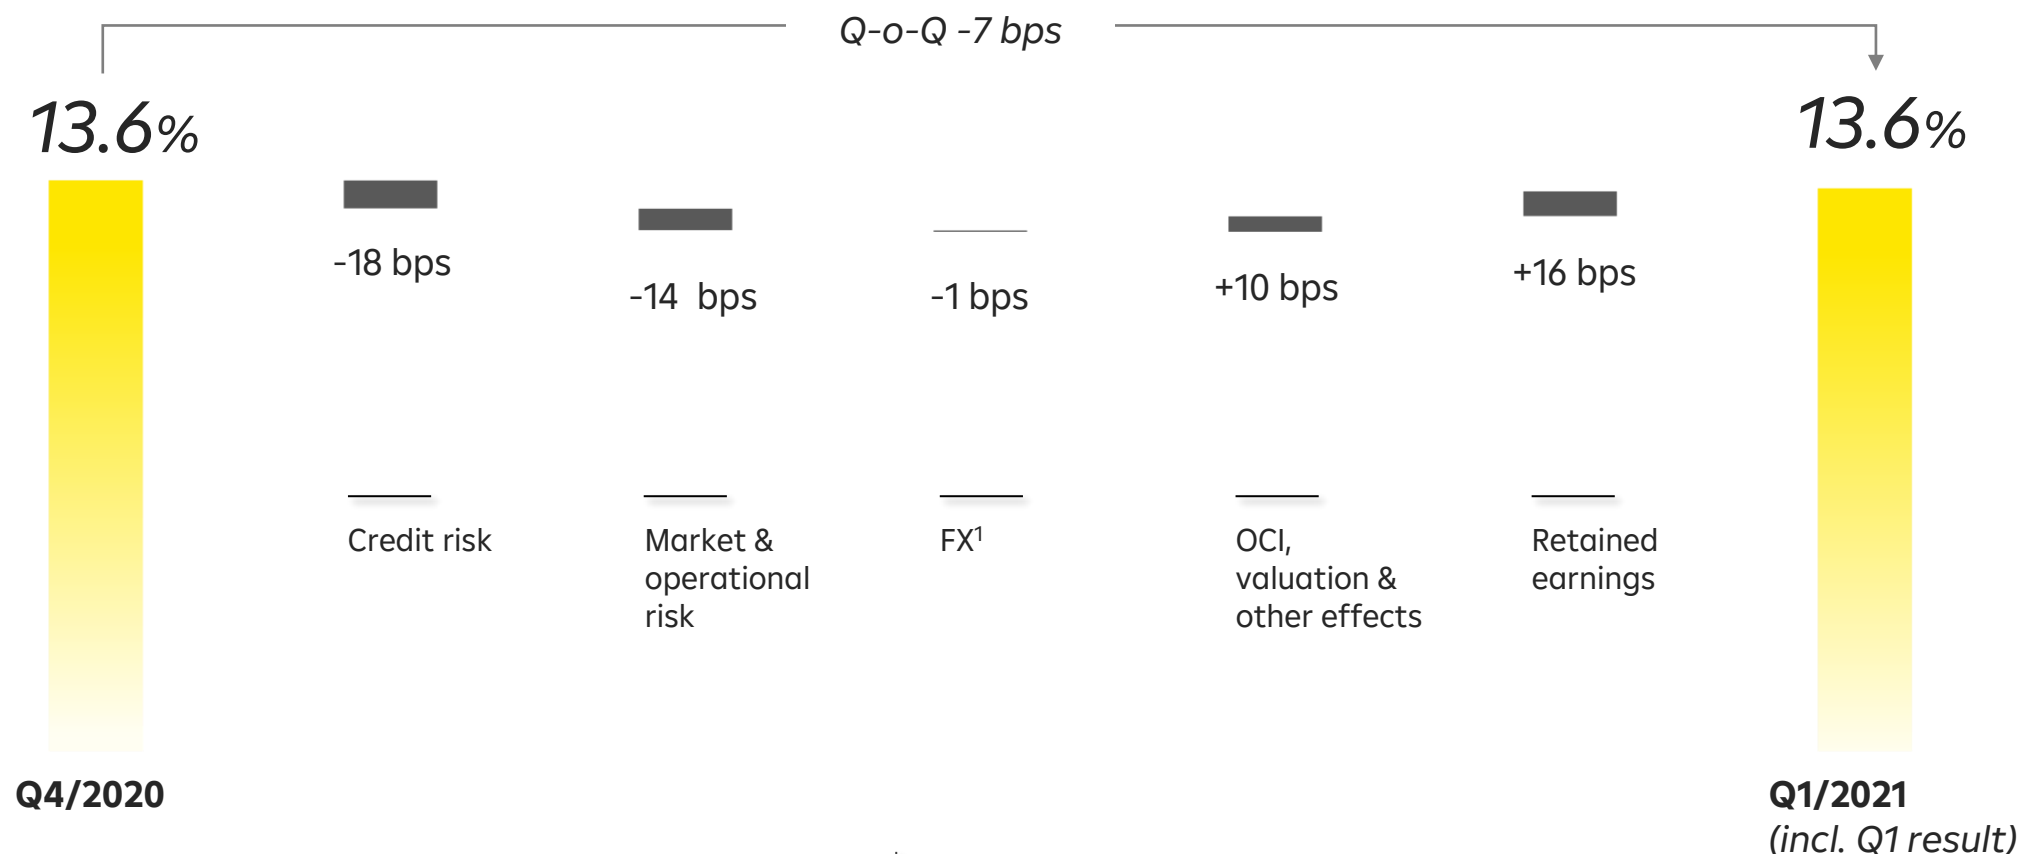 Q-o-Q -7 bps
13.6%
13.6%
-18 bps
-14 bps
-1 bps
+10 bps
+16 bps
Credit risk
Market &
operational
risk
FX¹
OCI,
valuation &
other effects
Retained
earnings
Q4/2020
Q1/2021
(incl. Q1 result)